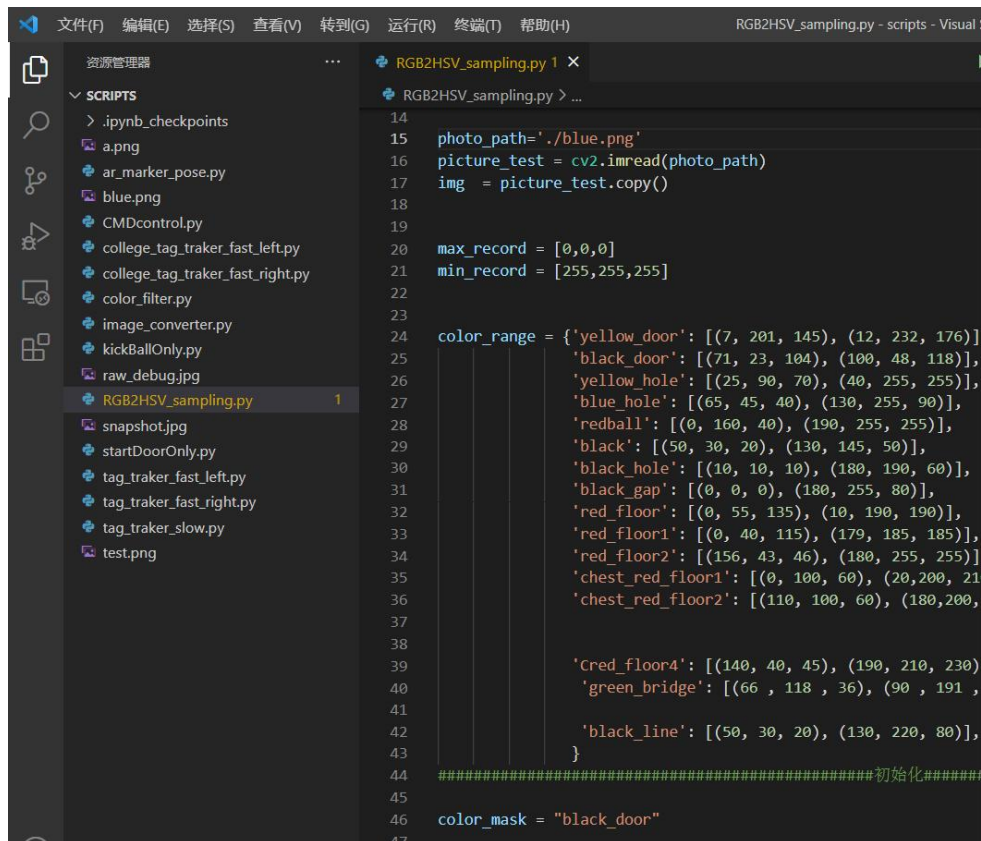 文件(F) 编辑(E) 选择(S) 查看(V) 转到(G) 运行(R) 终端(T) 帮助(H) RGB2HSV_sampling.py - scripts - Visual
资源管理器 ···
SCRIPTS
.ipynb_checkpoints
a.png
ar_marker_pose.py
blue.png
CMDcontrol.py
college_tag_traker_fast_left.py
college_tag_traker_fast_right.py
color_filter.py
image_converter.py
kickBallOnly.py
raw_debug.jpg
RGB2HSV_sampling.py 1
snapshot.jpg
startDoorOnly.py
tag_traker_fast_left.py
tag_traker_fast_right.py
tag_traker_slow.py
test.png
RGB2HSV_sampling.py 1 ×
RGB2HSV_sampling.py > ...
14
15 photo_path='./blue.png'
16 picture_test = cv2.imread(photo_path)
17 img  = picture_test.copy()
18
19
20 max_record = [0,0,0]
21 min_record = [255,255,255]
22
23
24 color_range = {'yellow_door': [(7, 201, 145), (12, 232, 176)]
25 'black_door': [(71, 23, 104), (100, 48, 118)],
26 'yellow_hole': [(25, 90, 70), (40, 255, 255)],
27 'blue_hole': [(65, 45, 40), (130, 255, 90)],
28 'redball': [(0, 160, 40), (190, 255, 255)],
29 'black': [(50, 30, 20), (130, 145, 50)],
30 'black_hole': [(10, 10, 10), (180, 190, 60)],
31 'black_gap': [(0, 0, 0), (180, 255, 80)],
32 'red_floor': [(0, 55, 135), (10, 190, 190)],
33 'red_floor1': [(0, 40, 115), (179, 185, 185)],
34 'red_floor2': [(156, 43, 46), (180, 255, 255)]
35 'chest_red_floor1': [(0, 100, 60), (20,200, 21
36 'chest_red_floor2': [(110, 100, 60), (180,200,
37
38
39 'Cred_floor4': [(140, 40, 45), (190, 210, 230)
40 'green_bridge': [(66 , 118 , 36), (90 , 191 ,
41
42 'black_line': [(50, 30, 20), (130, 220, 80)],
43 }
44 #################################################初始化#######
45
46 color_mask = "black_door"